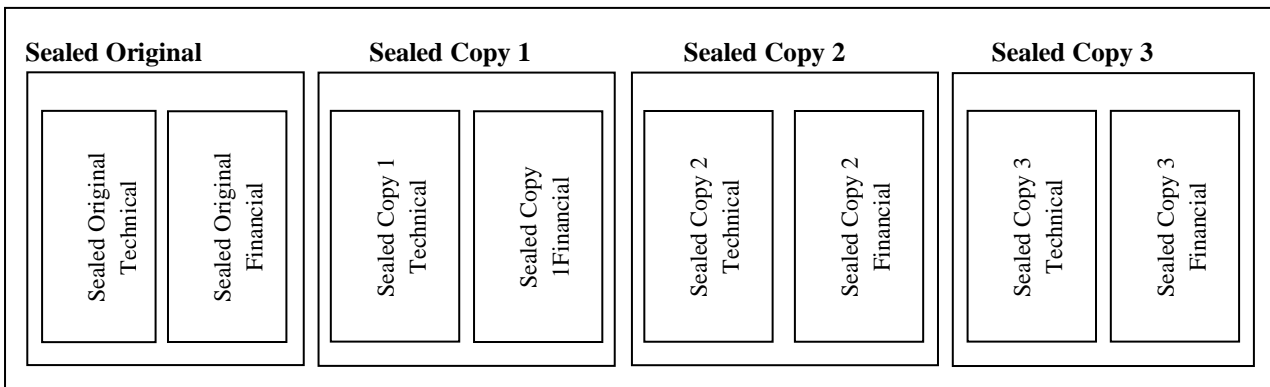 Sealed Original
Sealed Copy 1
Sealed Copy 2
Sealed Copy 3
Sealed Original
Technical
Sealed Original
Financial
Sealed Copy 1
Technical
Sealed Copy
1Financial
Sealed Copy 2
Technical
Sealed Copy 2
Financial
Sealed Copy 3
Technical
Sealed Copy 3
Financial